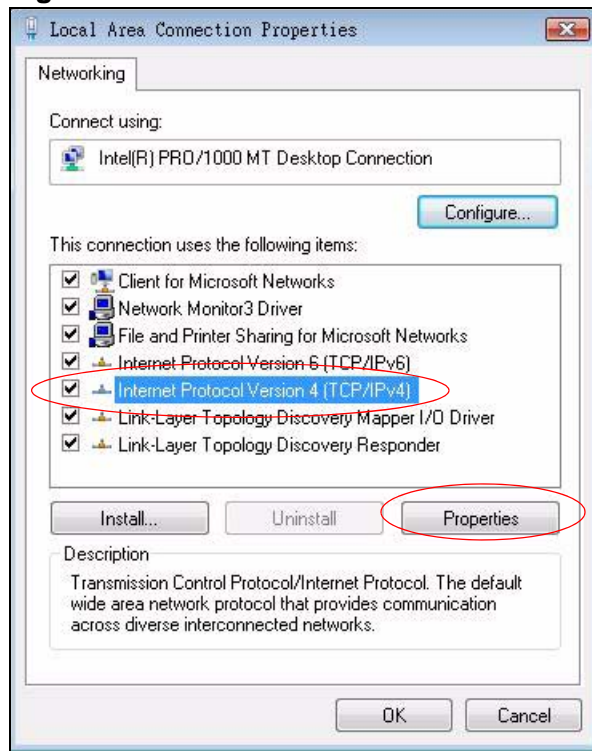 Local Area Connection Properties
Networking
Connect using:
Intel(R) PRO/1000 MT Desktop Connection
Configure...
This connection uses the following items:
Client for Microsoft Networks
Network Monitor3 Driver
File and Printer Sharing for Microsoft Networks
Internet Protocol Version 6 (TCP/IPv6)
Internet Protocol Version 4 (TCP/IPv4)
Link-Layer Topology Discovery Mapper I/O Driver
Link-Layer Topology Discovery Responder
Install... Uninstall Properties
Description
Transmission Control Protocol/Internet Protocol. The default
wide area network protocol that provides communication
across diverse interconnected networks.
OK Cancel